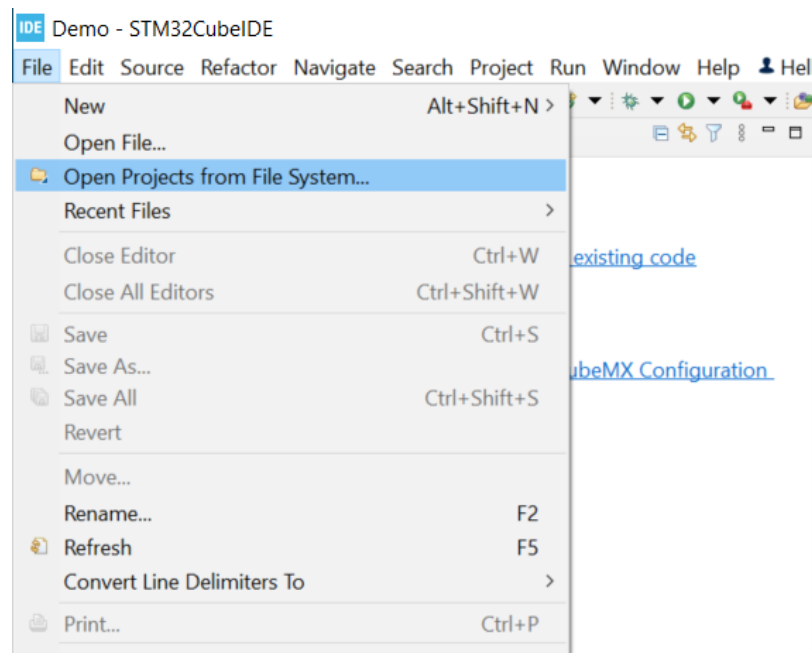 IDE Demo - STM32CubeIDE
File Edit Source Refactor Navigate Search Project Run Window Help Hel
New Alt+Shift+N >
Open File...
Open Projects from File System...
Recent Files >
Close Editor Ctrl+W
existing code
Close All Editors Ctrl+Shift+W
Save Ctrl+S
Save As...
ubeMX Configuration
Save All Ctrl+Shift+S
Revert
Move...
Rename... F2
Refresh F5
Convert Line Delimiters To >
Print... Ctrl+P